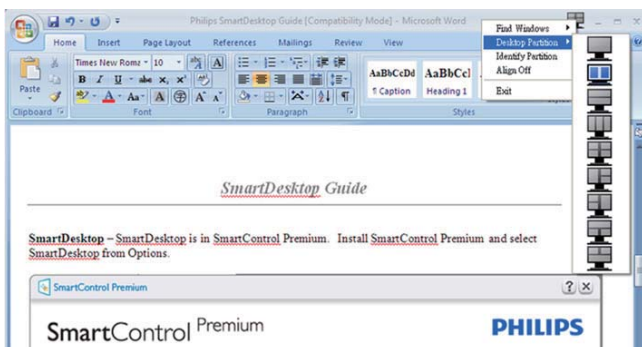 Philips SmartDesktop Guide [Compatibility Mode] - Microsoft Word
Home Insert Page Layout References Mailings Review View
Find Windows
Desktop Partition
Identify Partition
Align Off
Exit
Paste
Times New Roma 10
B I U abc x, x'
Aa A A A
AaBbCcDd AaBbCcl
¶ Caption Heading 1
Clipboard Font Paragraph Styles
SmartDesktop Guide
SmartDesktop – SmartDesktop is in SmartControl Premium. Install SmartControl Premium and select
SmartDesktop from Options.
SmartControl Premium
SmartControl Premium PHILIPS